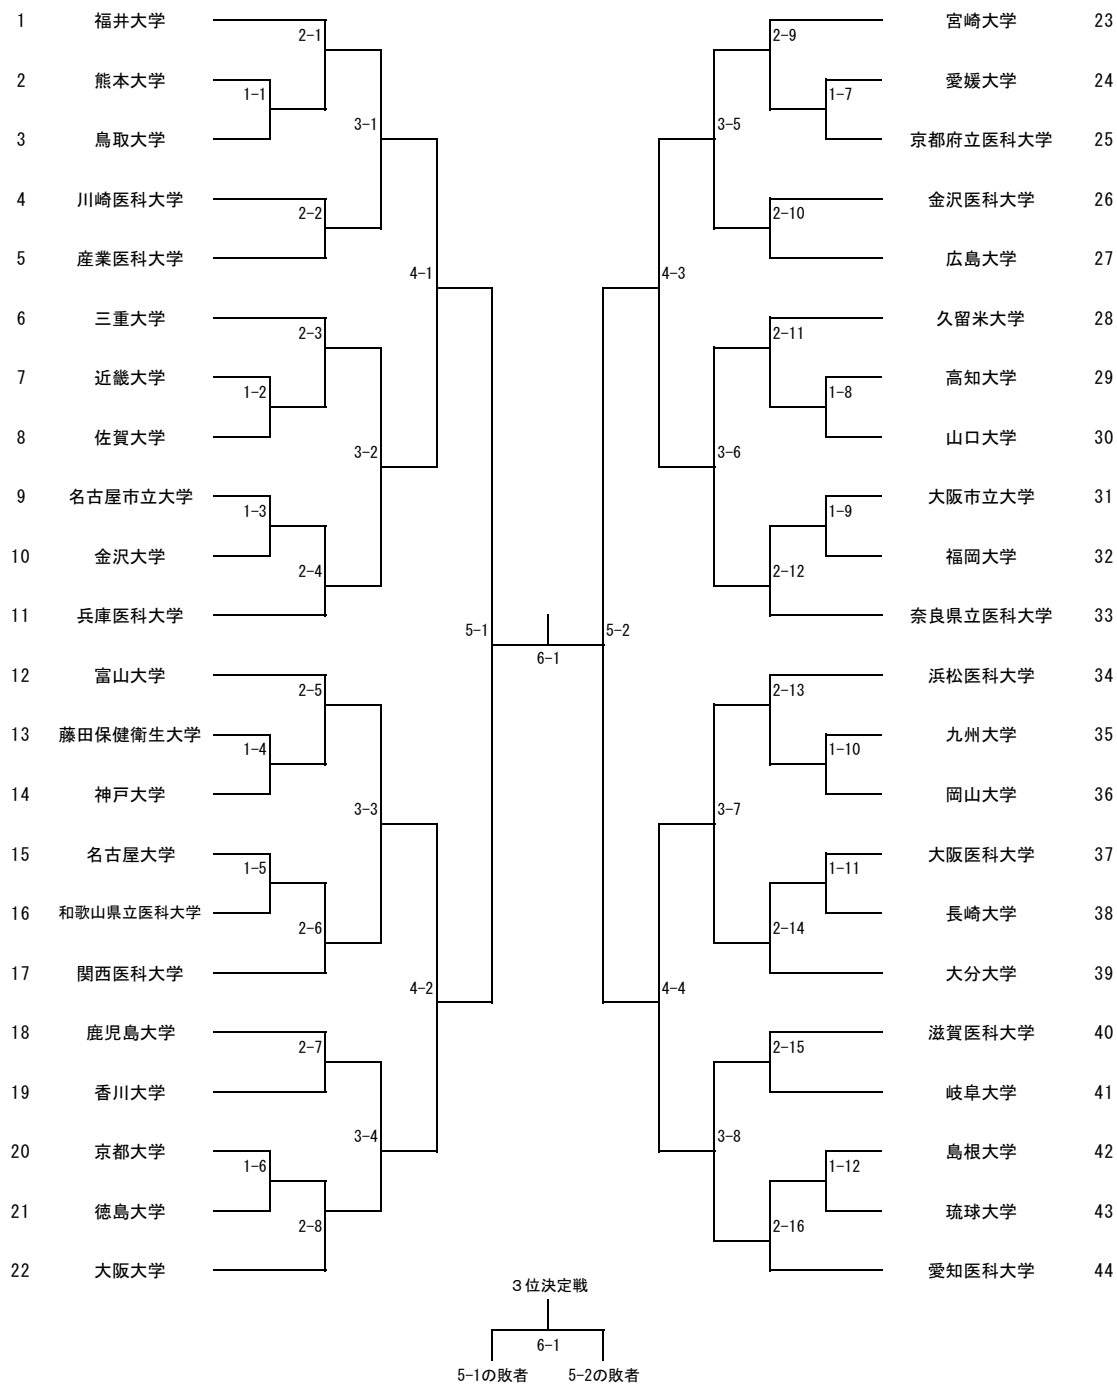 1 福井大学
2-1
2 熊本大学
1-1
3 鳥取大学
3-1
4 川崎医科大学
2-2
5 産業医科大学
4-1
6 三重大学
2-3
7 近畿大学
1-2
8 佐賀大学
3-2
9 名古屋市立大学
1-3
10 金沢大学
2-4
11 兵庫医科大学
5-1
12 富山大学
2-5
13 藤田保健衛生大学
1-4
14 神戸大学
3-3
15 名古屋大学
1-5
16 和歌山県立医科大学
2-6
17 関西医科大学
4-2
18 鹿児島大学
2-7
19 香川大学
3-4
20 京都大学
1-6
21 徳島大学
2-8
22 大阪大学
6-1
宮崎大学 23
2-9
愛媛大学 24
1-7
3-5
京都府立医科大学 25
金沢医科大学 26
2-10
広島大学 27
4-3
久留米大学 28
2-11
高知大学 29
1-8
山口大学 30
3-6
大阪市立大学 31
1-9
福岡大学 32
2-12
奈良県立医科大学 33
5-2
浜松医科大学 34
2-13
九州大学 35
1-10
岡山大学 36
3-7
大阪医科大学 37
1-11
長崎大学 38
2-14
大分大学 39
4-4
滋賀医科大学 40
2-15
岐阜大学 41
3-8
島根大学 42
1-12
琉球大学 43
2-16
愛知医科大学 44
3位決定戦
6-1
5-1の敗者 5-2の敗者